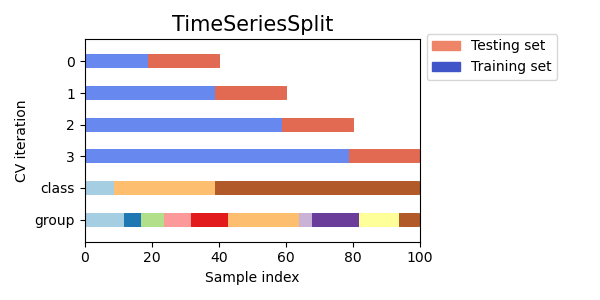 TimeSeriesSplit
Testing set
Training set
CV iteration
0
1
2
3
class
group
0 20 40 60 80 100
Sample index